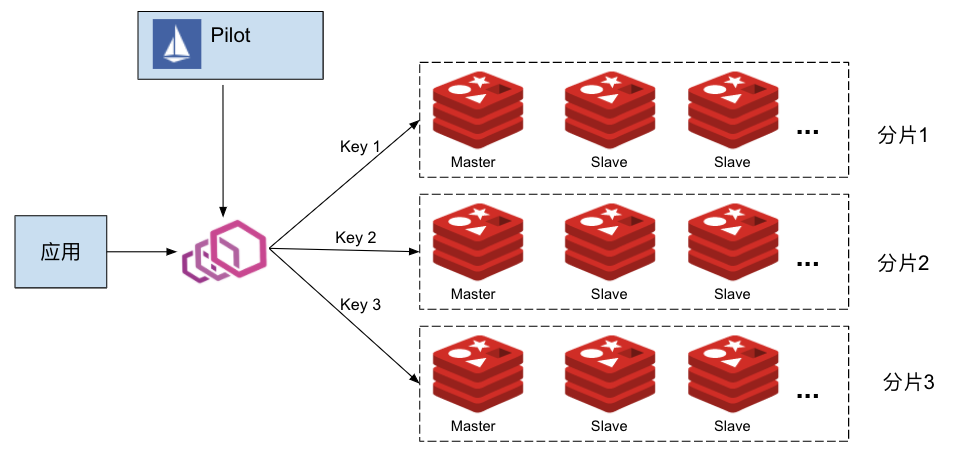 Pilot
应用
Key 1
Key 2
Key 3
Master
Slave
Slave
...
分片1
Master
Slave
Slave
...
分片2
Master
Slave
Slave
...
分片3